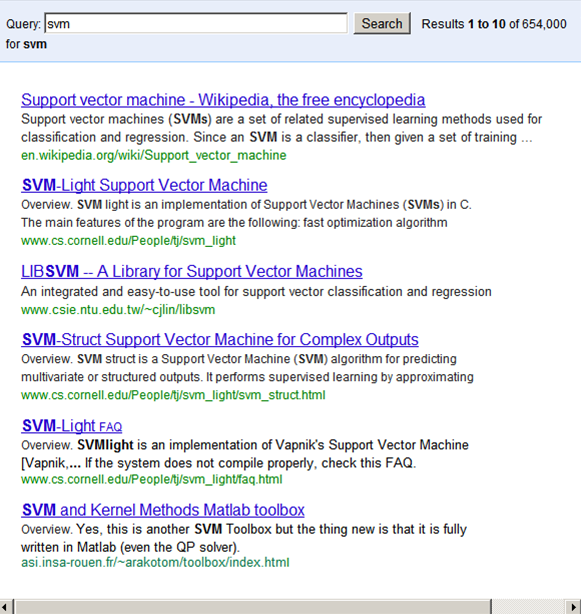 Query: svm Search Results 1 to 10 of 654,000
for svm
Support vector machine - Wikipedia, the free encyclopedia
Support vector machines (SVMs) are a set of related supervised learning methods used for
classification and regression. Since an SVM is a classifier, then given a set of training ...
en.wikipedia.org/wiki/Support_vector_machine
SVM-Light Support Vector Machine
Overview. SVM light is an implementation of Support Vector Machines (SVMs) in C.
The main features of the program are the following: fast optimization algorithm
www.cs.cornell.edu/People/tj/svm_light
LIBSVM -- A Library for Support Vector Machines
An integrated and easy-to-use tool for support vector classification and regression
www.csie.ntu.edu.tw/~cjlin/libsvm
SVM-Struct Support Vector Machine for Complex Outputs
Overview. SVM struct is a Support Vector Machine (SVM) algorithm for predicting
multivariate or structured outputs. It performs supervised learning by approximating
www.cs.cornell.edu/People/tj/svm_light/svm_struct.html
SVM-Light FAQ
Overview. SVMlight is an implementation of Vapnik's Support Vector Machine
[Vapnik,... If the system does not compile properly, check this FAQ.
www.cs.cornell.edu/People/tj/svm_light/faq.html
SVM and Kernel Methods Matlab toolbox
Overview. Yes, this is another SVM Toolbox but the thing new is that it is fully
written in Matlab (even the QP solver).
asi.insa-rouen.fr/~arakotom/toolbox/index.html